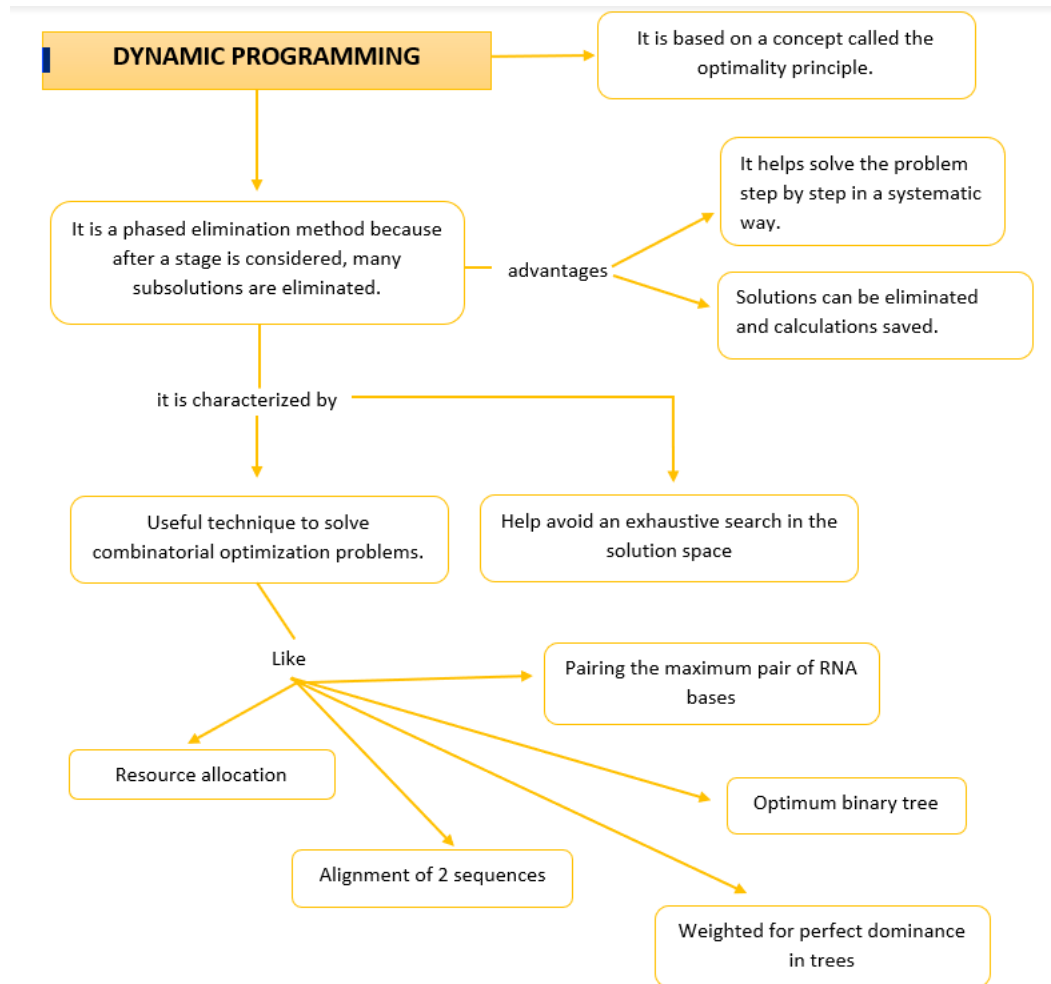 DYNAMIC PROGRAMMING
It is based on a concept called the
optimality principle.
It helps solve the problem
step by step in a systematic
way.
It is a phased elimination method because
after a stage is considered, many
subsolutions are eliminated.
advantages
Solutions can be eliminated
and calculations saved.
it is characterized by
Useful technique to solve
combinatorial optimization problems.
Help avoid an exhaustive search in the
solution space
Like
Pairing the maximum pair of RNA
bases
Resource allocation
Optimum binary tree
Alignment of 2 sequences
Weighted for perfect dominance
in trees